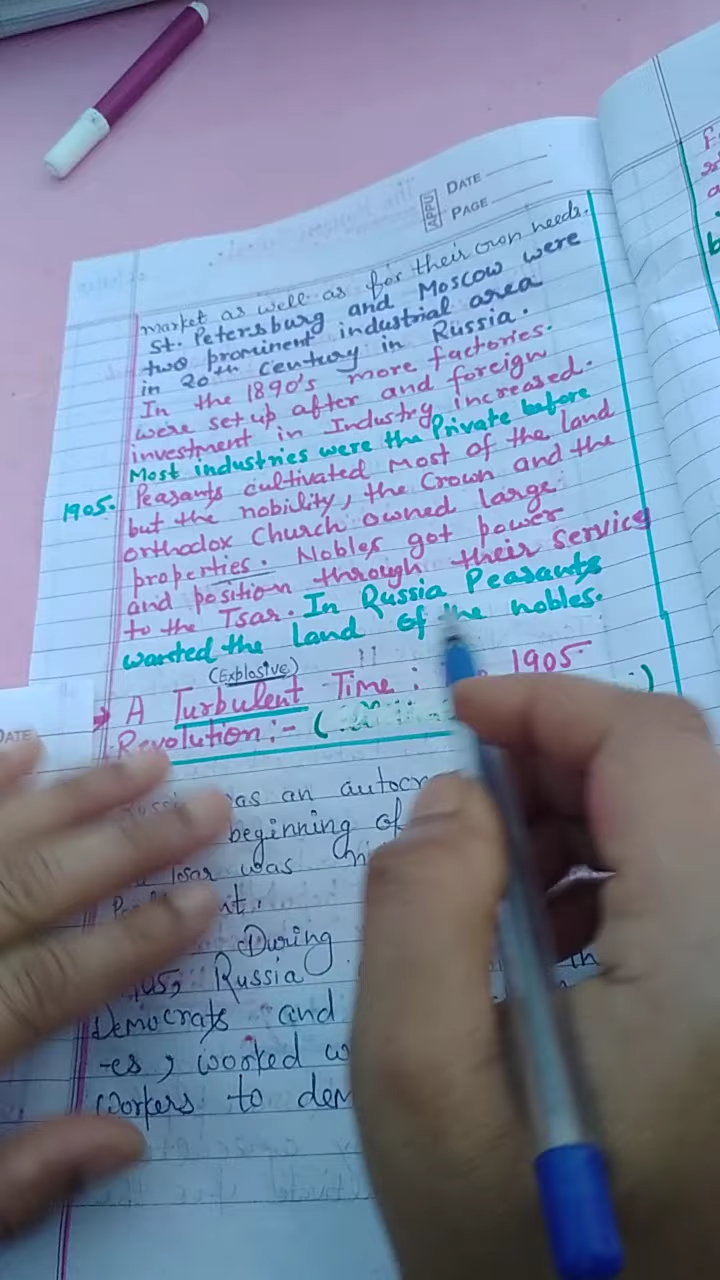 APPU
DATE
PAGE
market as well as for their own needs.
St. Petersburg and Moscow were
two prominent industrial area
in 20th Century in Russia.
In the 1890's more factories.
were set up after and foreign
investment in Industry increased.
Most industries were the Private before
1905. Peasants cultivated most of the land
but the nobility, the Crown and the
orthodox Church owned large
properties. Nobles got power
and position through their service
to the Tsar. In Russia Peasants
wanted the land of the nobles.
(Explosive)
→ A Turbulent Time: 1905
Revolution:- (
as an autocr
beginning of
Tsar was
During
Russia
Democrats and
-es, worked w
workers to dem
DATE